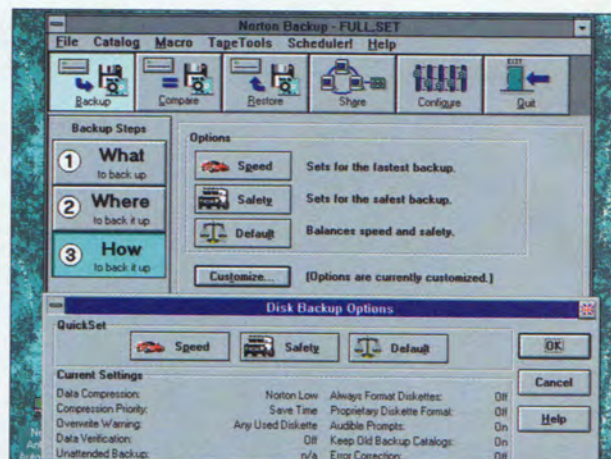 Norton Backup - FULL.SET
File Catalog Macro TapeTools Scheduler! Help
Backup
Compare
Restore
Share
Configure
EXIT
Quit
Backup Steps
1 What
to back up
2 Where
to back it up
3 How
to back it up
Options
Speed Sets for the fastest backup.
Safety Sets for the safest backup.
Default Balances speed and safety.
Customize... (Options are currently customized.)
Disk Backup Options
QuickSet
Speed
Safety
Default
OK
Cancel
Help
Current Settings
Data Compression: Norton Low Always Format Diskettes: Off
Compression Priority: Save Time Proprietary Diskette Format: Off
Overwrite Warning: Any Used Diskette Audible Prompts: On
Data Verification: Off Keep Old Backup Catalogs: On
Unattended Backup: n/a Error Correction: Off